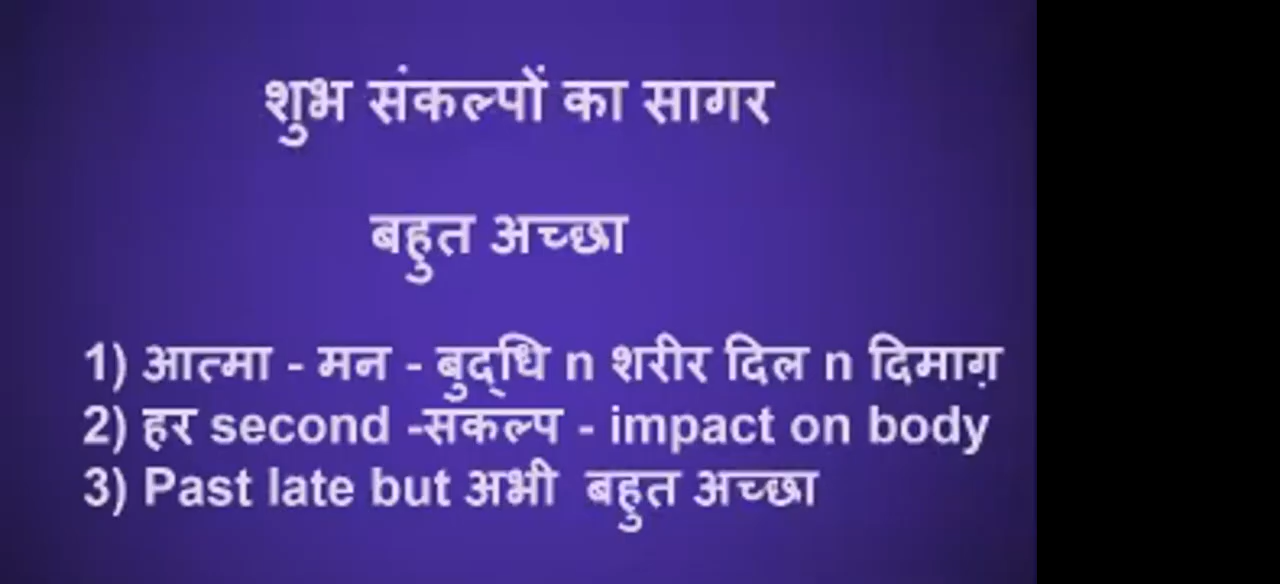 शुभ संकल्पों का सागर
बहुत अच्छा
1) आत्मा - मन - बुद्धि n शरीर दिल n दिमाग़
2) हर second -सकल्प - impact on body
3) Past late but अभी बहुत अच्छा